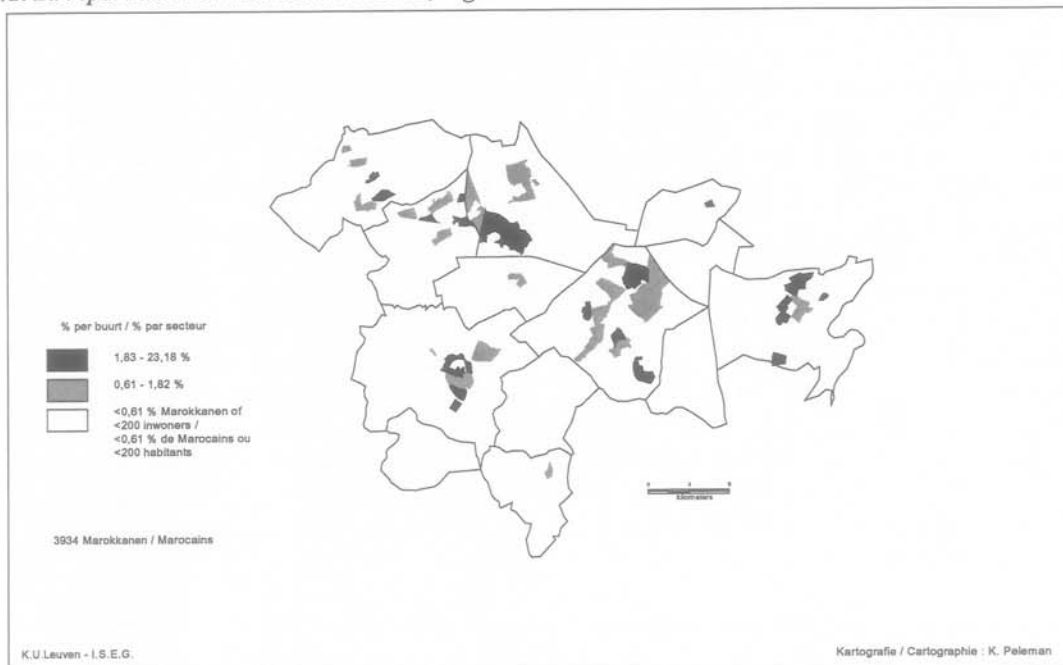 % per buurt / % par secteur
1,83 - 23,18 %
0,61 - 1,82 %
<0,61 % Marokkanen of
<200 inwoners /
<0,61 % de Marocains ou
<200 habitants
kilometers
3934 Marokkanen / Marocains
K.U.Leuven - I.S.E.G.
Kartografie / Cartographie : K. Peleman